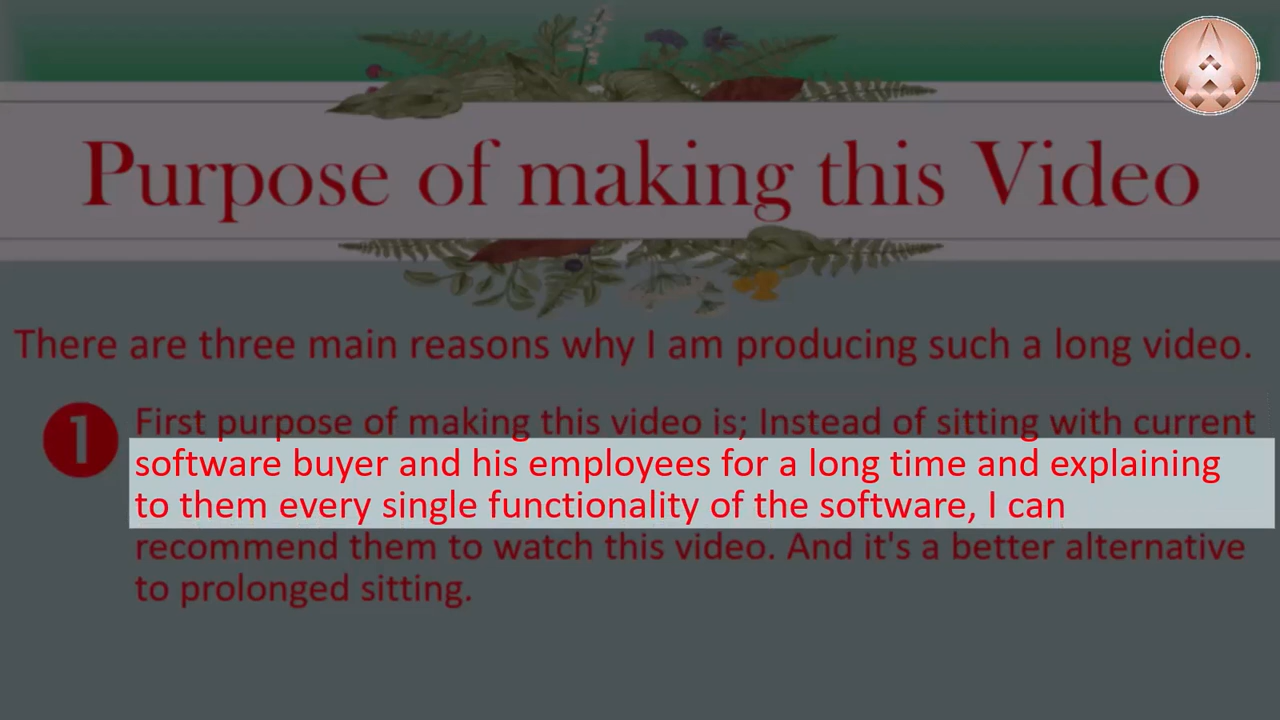 Purpose of making this Video
There are three main reasons why I am producing such a long video.
1 First purpose of making this video is; Instead of sitting with current
software buyer and his employees for a long time and explaining
to them every single functionality of the software, I can
recommend them to watch this video. And it's a better alternative
to prolonged sitting.